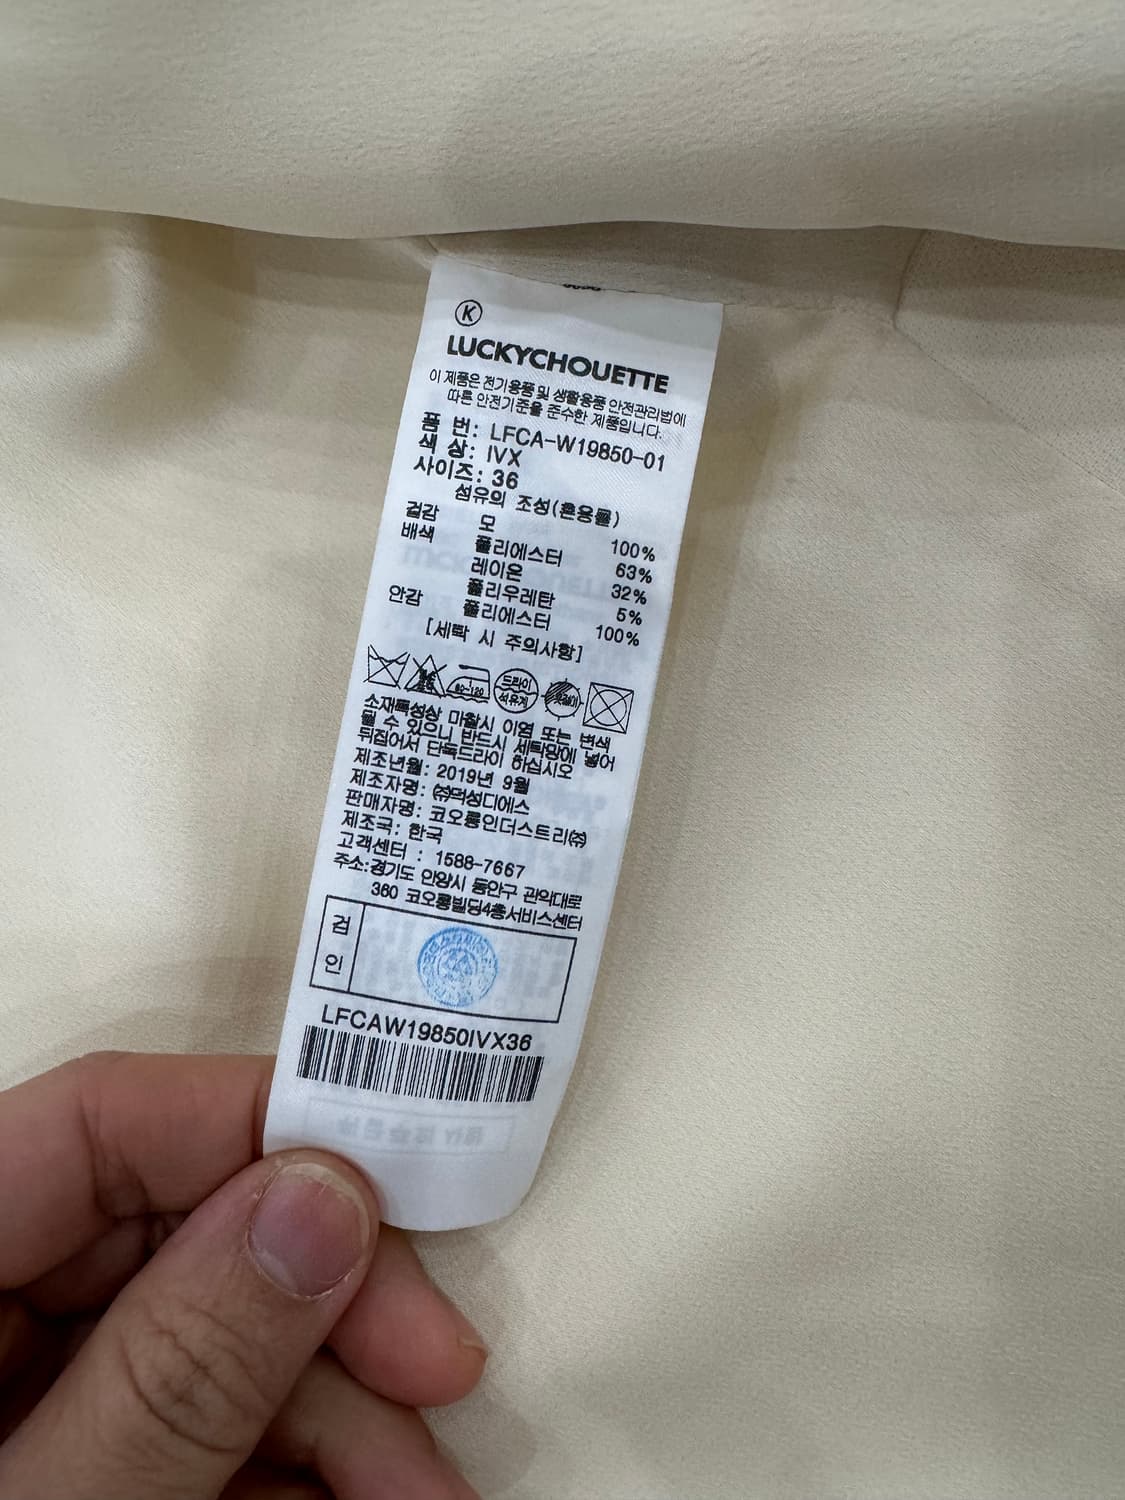 K
LUCKYCHOUETTE
이 제품은 전기용품 및 생활용품 안전관리법에
따른 안전기준을 준수한 제품입니다.
품 번: LFCA-W19850-01
색 상: IVX
사이즈: 36
섬유의 조성(혼용률)
겉감 모 100%
배색 폴리에스터 63%
레이온 32%
폴리우레탄 5%
안감 폴리에스터 100%
[세탁 시 주의사항]
80~120 드라이 석유계 옷걸이
소재특성상 마찰시 이염 또는 변색
될 수 있으니 반드시 세탁망에 넣어
뒤집어서 단독드라이 하십시오
제조년월: 2019년 9월
제조자명: ㈜덕성디에스
판매자명: 코오롱인더스트리㈜
제조국: 한국
고객센터 : 1588-7667
주소:경기도 안양시 동안구 관악대로
360 코오롱빌딩4층서비스센터
검
인
LFCAW19850IVX36